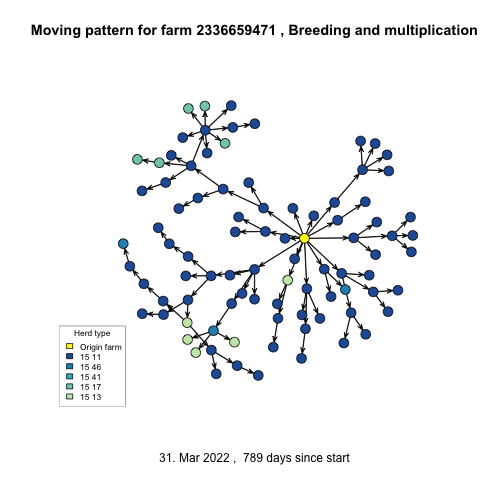 Moving pattern for farm 2336659471 , Breeding and multiplication
Herd type
Origin farm
15 11
15 46
15 41
15 17
15 13
31. Mar 2022 , 789 days since start